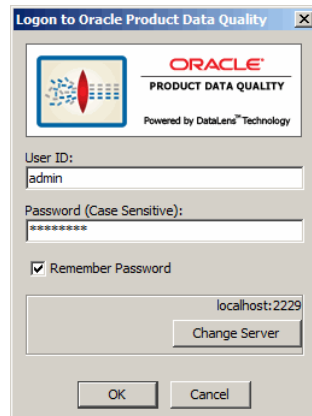 Logon to Oracle Product Data Quality
ORACLE®
PRODUCT DATA QUALITY
Powered by DataLens™ Technology
User ID:
admin
Password (Case Sensitive):
********
Remember Password
localhost:2229
Change Server
OK
Cancel